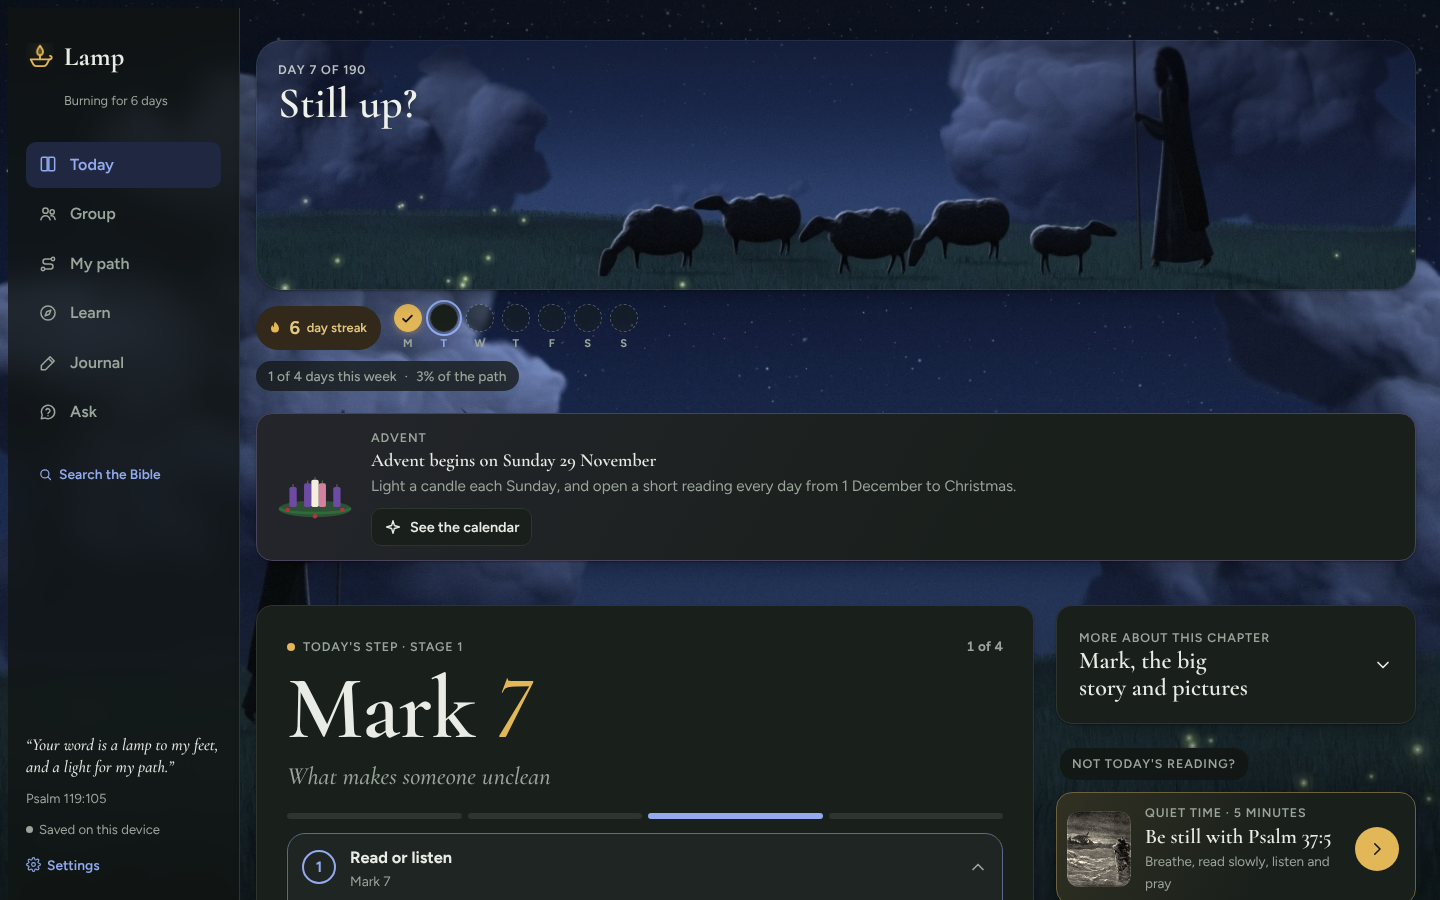 Lamp
Burning for 6 days
Today
Group
My path
Learn
Journal
Ask
Search the Bible
“Your word is a lamp to my feet,
and a light for my path.”
Psalm 119:105
Saved on this device
Settings
DAY 7 OF 190
Still up?
6 day streak
M T W T F S S
1 of 4 days this week · 3% of the path
ADVENT
Advent begins on Sunday 29 November
Light a candle each Sunday, and open a short reading every day from 1 December to Christmas.
See the calendar
TODAY'S STEP · STAGE 1
1 of 4
Mark 7
What makes someone unclean
1
Read or listen
Mark 7
MORE ABOUT THIS CHAPTER
Mark, the big
story and pictures
NOT TODAY'S READING?
QUIET TIME · 5 MINUTES
Be still with Psalm 37:5
Breathe, read slowly, listen and
pray